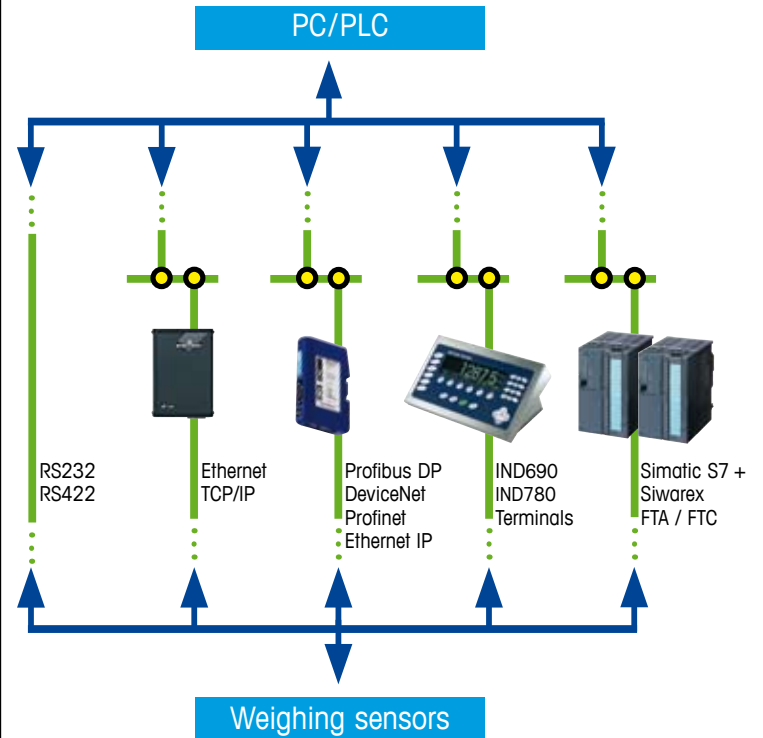 PC/PLC
RS232
RS422
Ethernet
TCP/IP
Profibus DP
DeviceNet
Profinet
Ethernet IP
IND690
IND780
Terminals
Simatic S7 +
Siwarex
FTA / FTC
Weighing sensors